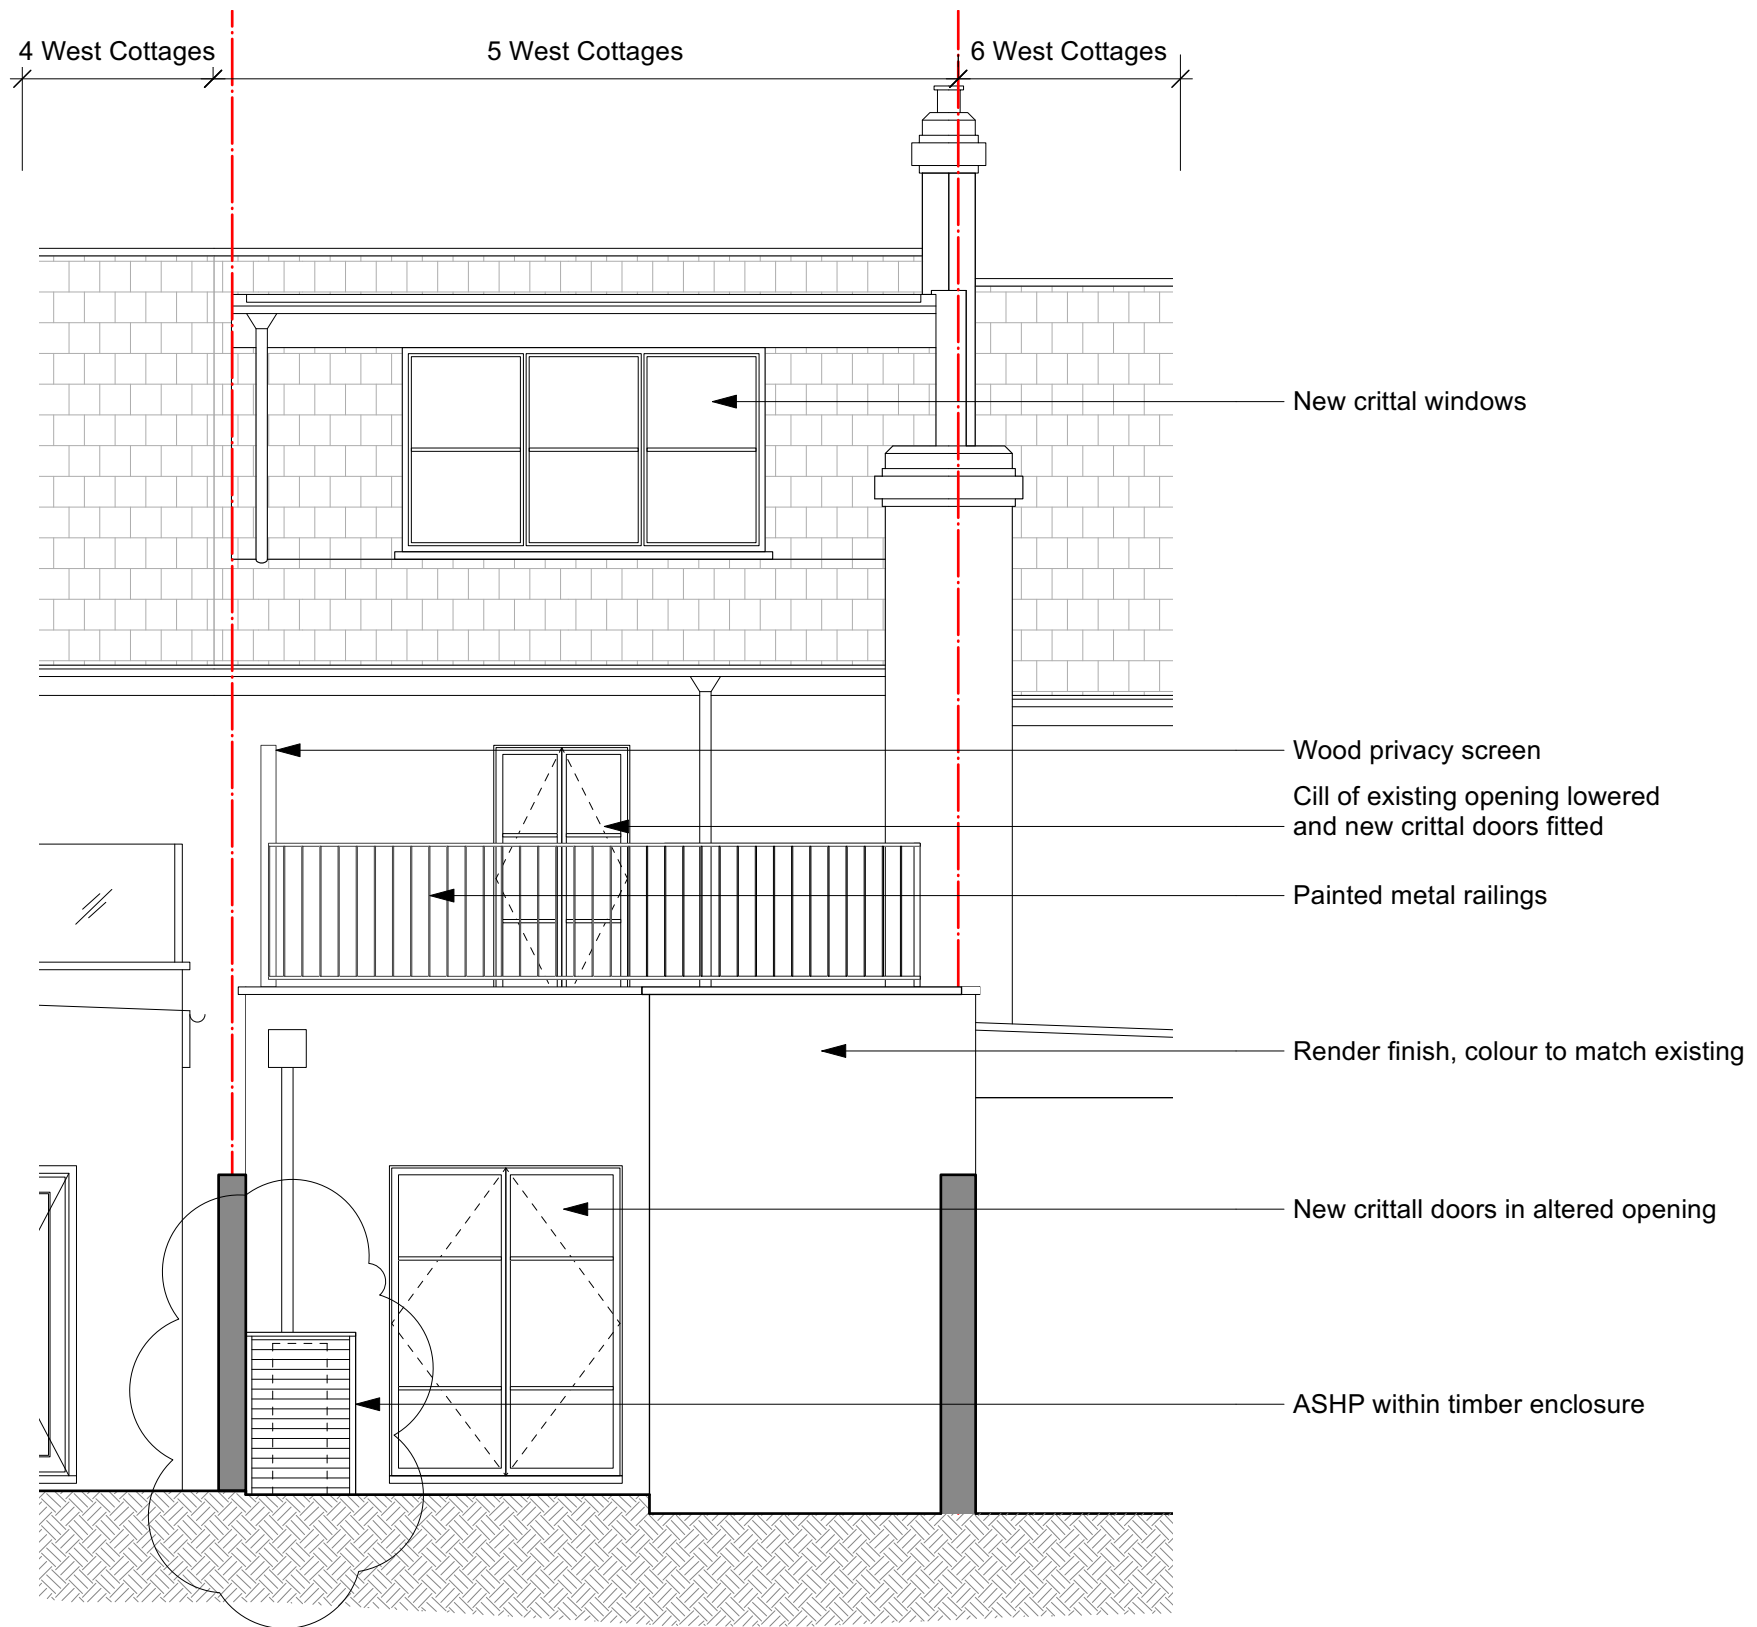 4 West Cottages
5 West Cottages
6 West Cottages
New crittal windows
Wood privacy screen
Cill of existing opening lowered
and new crittal doors fitted
Painted metal railings
Render finish, colour to match existing
New crittall doors in altered opening
ASHP within timber enclosure